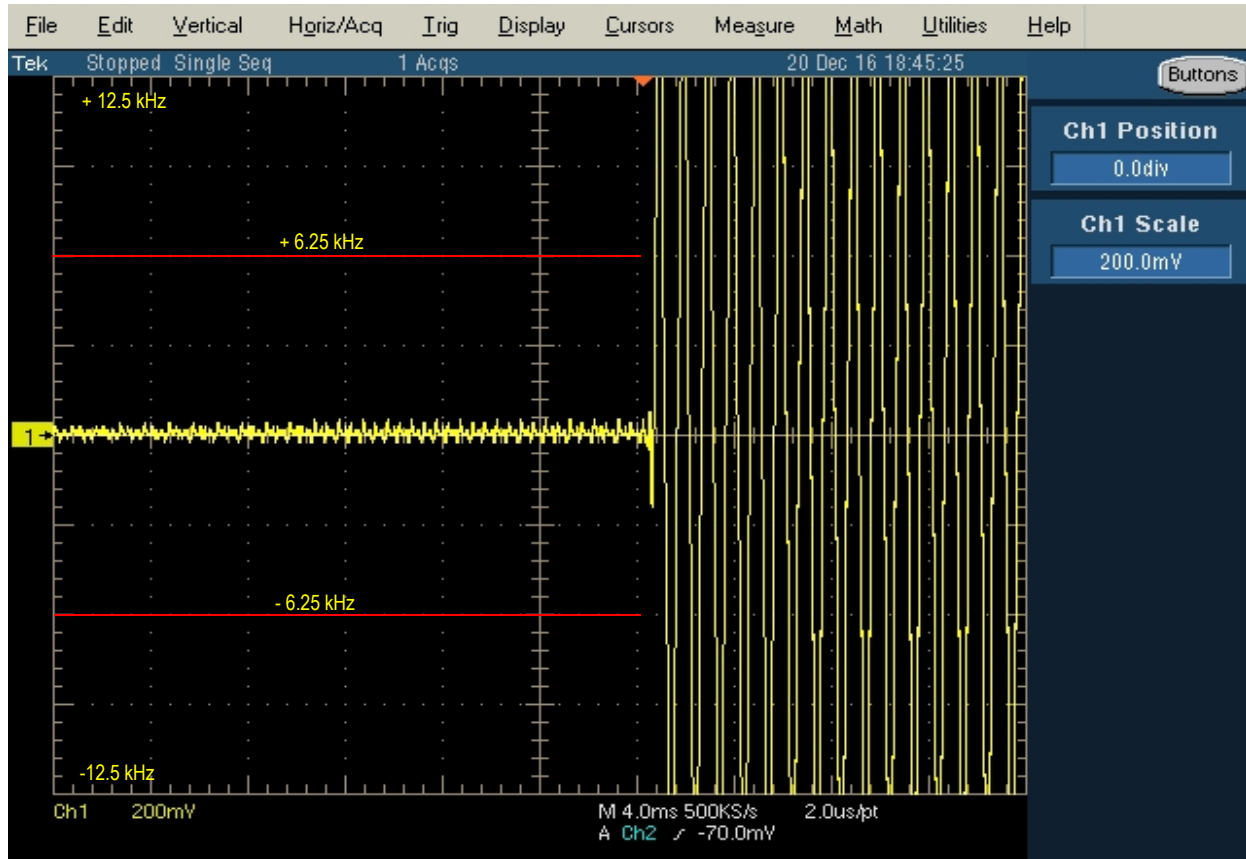 File Edit Vertical Horiz/Acq Trig Display Cursors Measure Math Utilities Help
Tek Stopped Single Seq 1 Acqs 20 Dec 16 18:45:25
Buttons
+ 12.5 kHz
Ch1 Position
0.0div
Ch1 Scale
200.0mV
+ 6.25 kHz
1
- 6.25 kHz
-12.5 kHz
Ch1 200mV M 4.0ms 500KS/s 2.0us/pt
A Ch2 -70.0mV